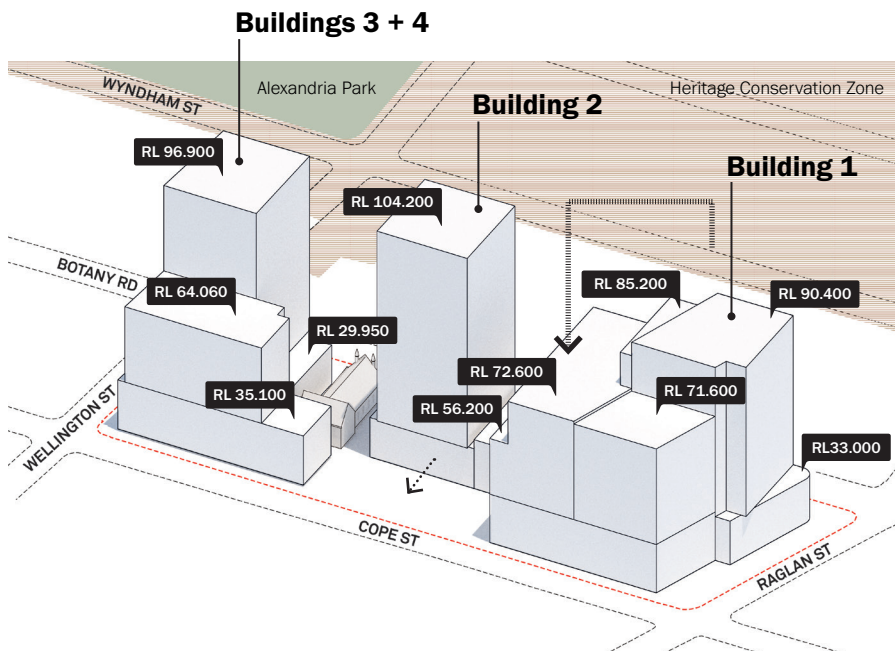 Buildings 3 + 4
Alexandria Park
Heritage Conservation Zone
WYNDHAM ST
Building 2
RL 96.900
Building 1
RL 104.200
BOTANY RD
RL 64.060
RL 85.200
RL 90.400
RL 29.950
RL 72.600
RL 35.100
RL 71.600
RL 56.200
WELLINGTON ST
RL33.000
COPE ST
RAGLAN ST